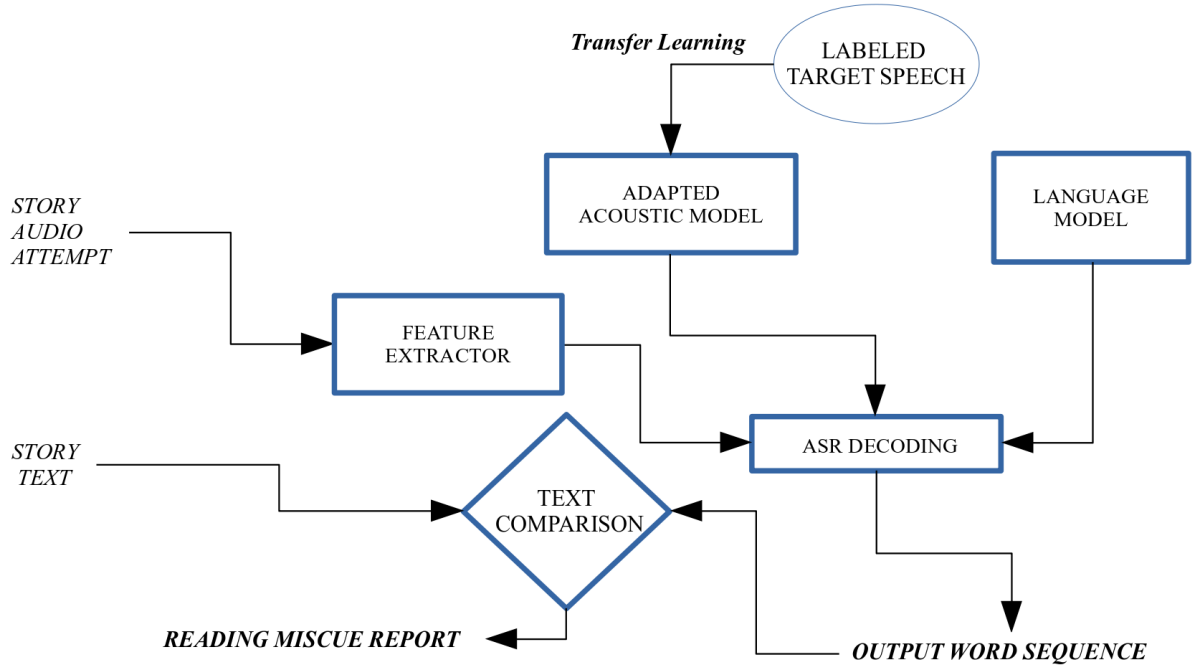 Transfer Learning
LABELED
TARGET SPEECH
ADAPTED
ACOUSTIC MODEL
LANGUAGE
MODEL
STORY
AUDIO
ATTEMPT
FEATURE
EXTRACTOR
ASR DECODING
STORY
TEXT
TEXT
COMPARISON
READING MISCUE REPORT
OUTPUT WORD SEQUENCE